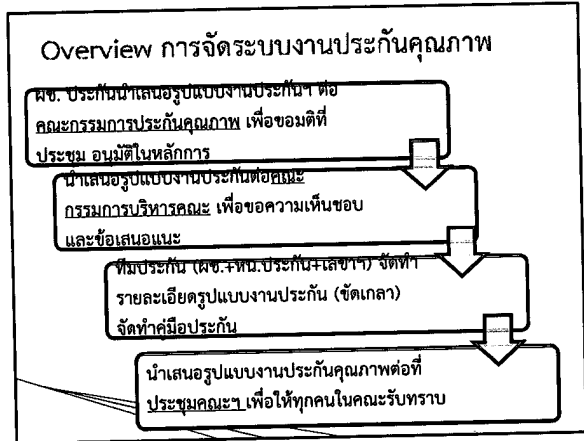 Overview การจัดระบบงานประกันคุณภาพ
ผช. ประกันนำเสนอรูปแบบงานประกันฯ ต่อ
คณะกรรมการประกันคุณภาพ เพื่อขอมติที่
ประชุม อนุมัติในหลักการ
นำเสนอรูปแบบงานประกันต่อคณะ
กรรมการบริหารคณะ เพื่อขอความเห็นชอบ
และข้อเสนอแนะ
ทีมประกัน (ผช.+หน.ประกัน+เลขาฯ) จัดทำ
รายละเอียดรูปแบบงานประกัน (ขัดเกลา)
จัดทำคู่มือประกัน
นำเสนอรูปแบบงานประกันคุณภาพต่อที่
ประชุมคณะฯ เพื่อให้ทุกคนในคณะรับทราบ